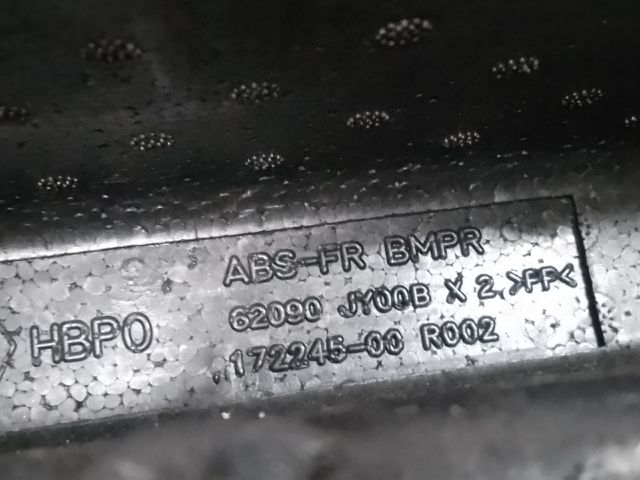 ABS-FR BMPR
62090 JY00B X 2 >PP<
HBPO
172245-00 R002